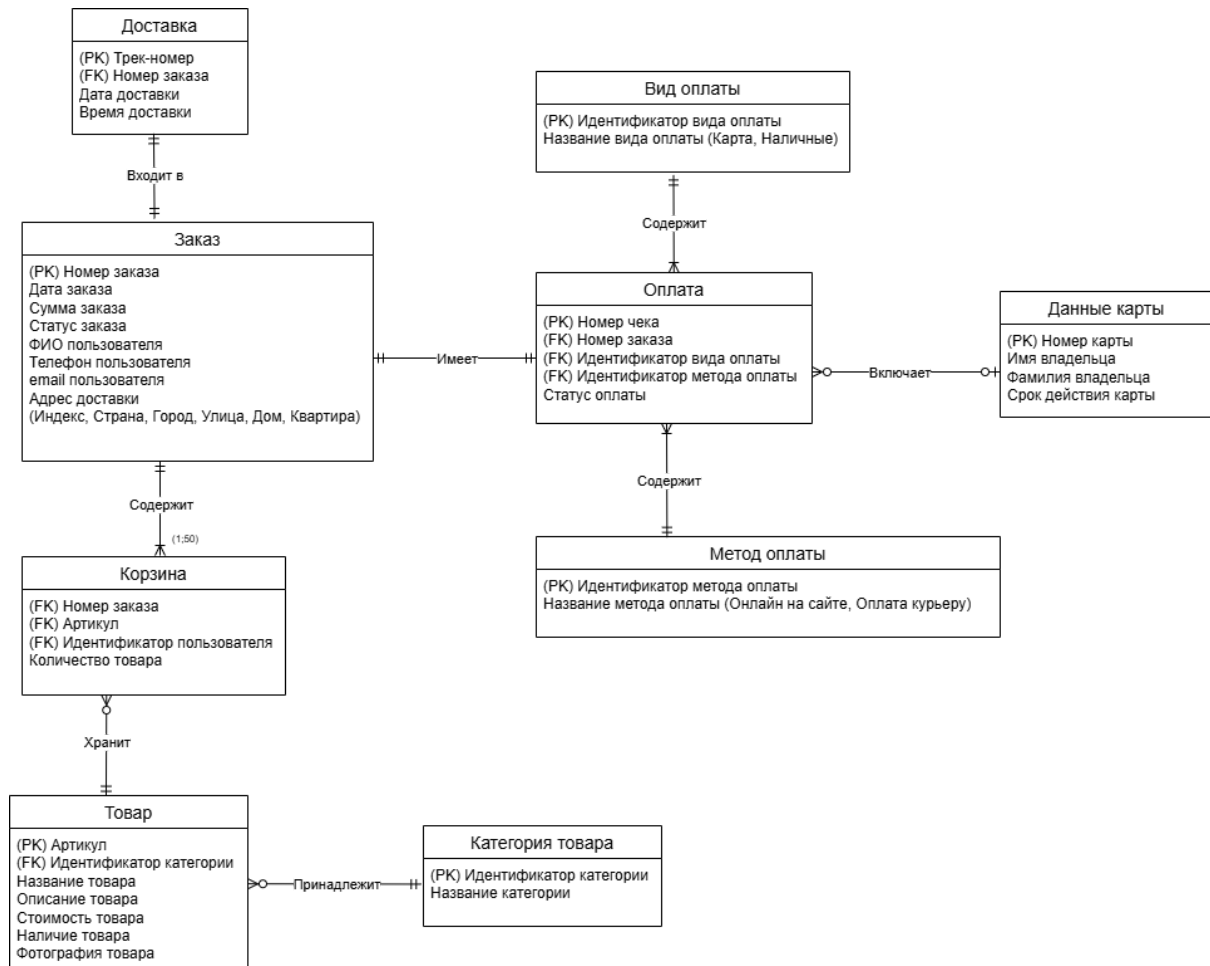 Доставка
(PK) Трек-номер
(FK) Номер заказа
Дата доставки
Время доставки
Входит в
Заказ
(PK) Номер заказа
Дата заказа
Сумма заказа
Статус заказа
ФИО пользователя
Телефон пользователя
email пользователя
Адрес доставки
(Индекс, Страна, Город, Улица, Дом, Квартира)
Имеет
Вид оплаты
(PK) Идентификатор вида оплаты
Название вида оплаты (Карта, Наличные)
Содержит
Оплата
(PK) Номер чека
(FK) Номер заказа
(FK) Идентификатор вида оплаты
(FK) Идентификатор метода оплаты
Статус оплаты
Включает
Данные карты
(PK) Номер карты
Имя владельца
Фамилия владельца
Срок действия карты
Содержит
Метод оплаты
(PK) Идентификатор метода оплаты
Название метода оплаты (Онлайн на сайте, Оплата курьеру)
Содержит
(1;50)
Корзина
(FK) Номер заказа
(FK) Артикул
(FK) Идентификатор пользователя
Количество товара
Хранит
Товар
(PK) Артикул
(FK) Идентификатор категории
Название товара
Описание товара
Стоимость товара
Наличие товара
Фотография товара
Принадлежит
Категория товара
(PK) Идентификатор категории
Название категории